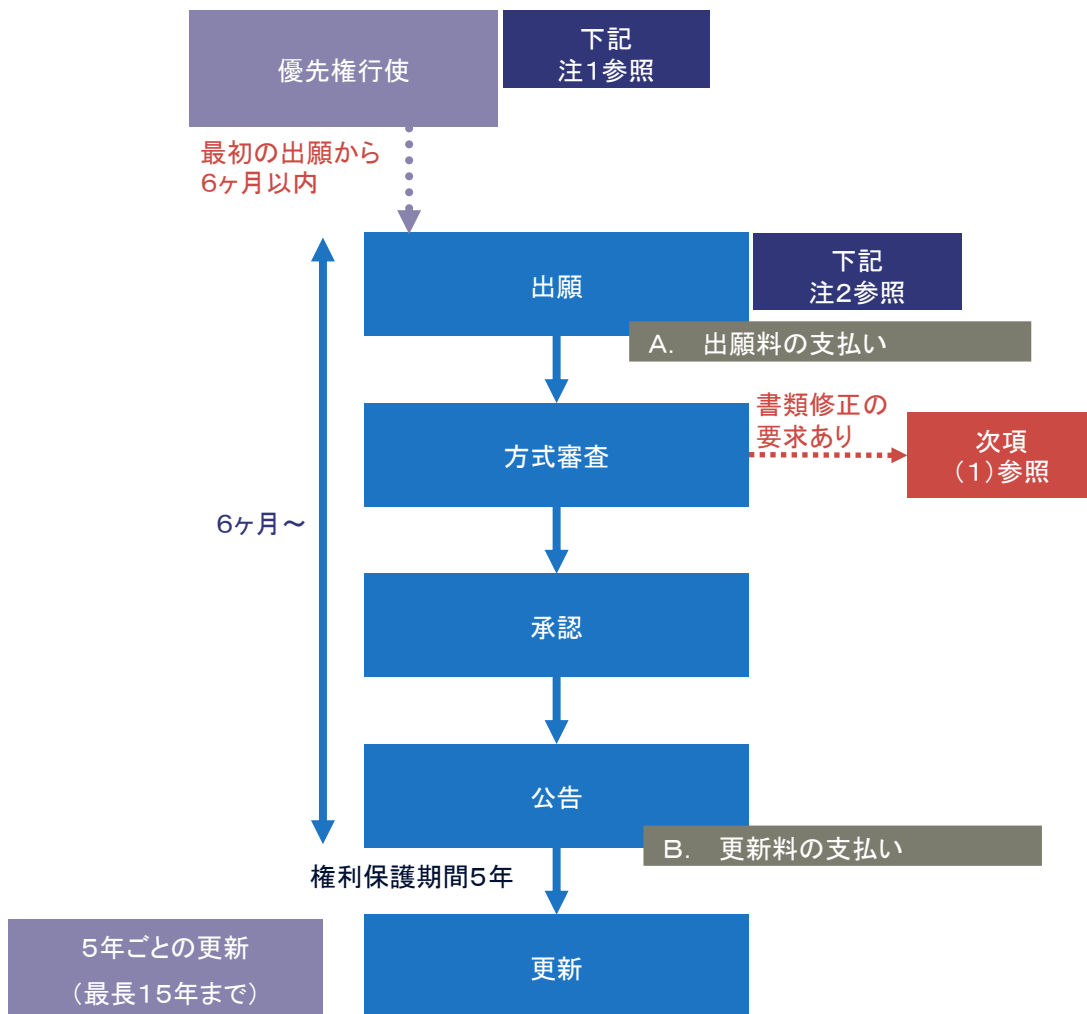 優先権行使
下記
注1参照
最初の出願から
6ヶ月以内
出願
下記
注2参照
A.　出願料の支払い
方式審査
書類修正の
要求あり
次項
(1)参照
6ヶ月～
承認
公告
B.　更新料の支払い
権利保護期間5年
更新
5年ごとの更新
(最長15年まで)